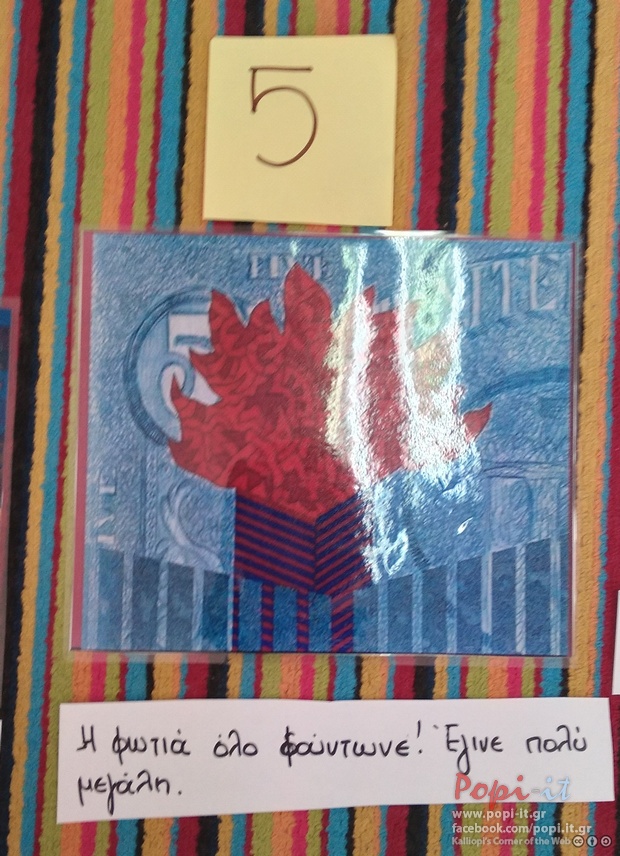 5
FIVE
Η φωτιά όλο φούντωνε! Έγινε πολύ
μεγάλη.
Popi-it
www.popi-it.gr
facebook.com/popi.it.gr
Kalliopi's Corner of the Web